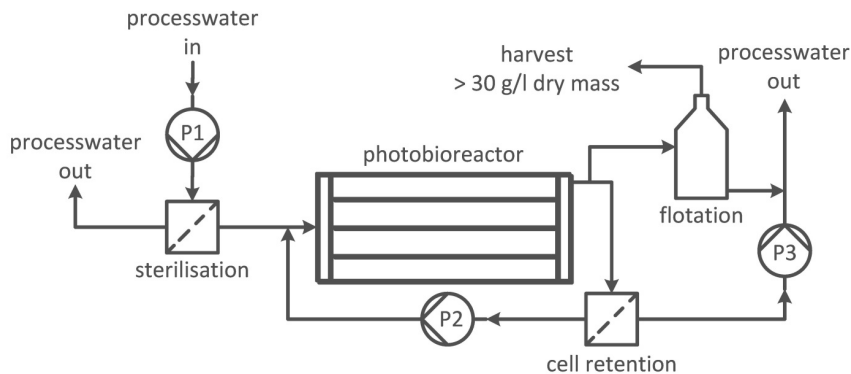 processwater
in
P1
processwater
out
sterilisation
photobioreactor
harvest
> 30 g/l dry mass
processwater
out
flotation
P3
P2
cell retention